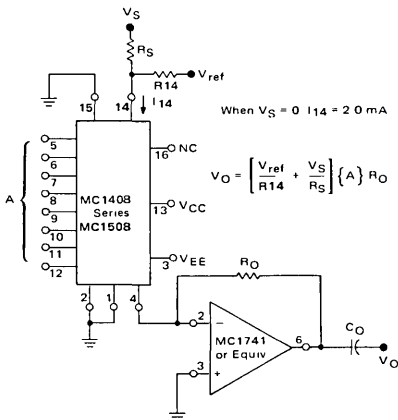 VS
RS
R14
Vref
I14
15
14
When VS = 0 I14 = 2 0 mA
5
6
7
8
9
10
11
12
A
MC1408
Series
MC1508
16
NC
13
VCC
3
VEE
VO = [Vref/R14 + VS/RS] {A} RO
2
1
4
RO
2
−
MC1741
or Equiv
6
3
+
CO
VO